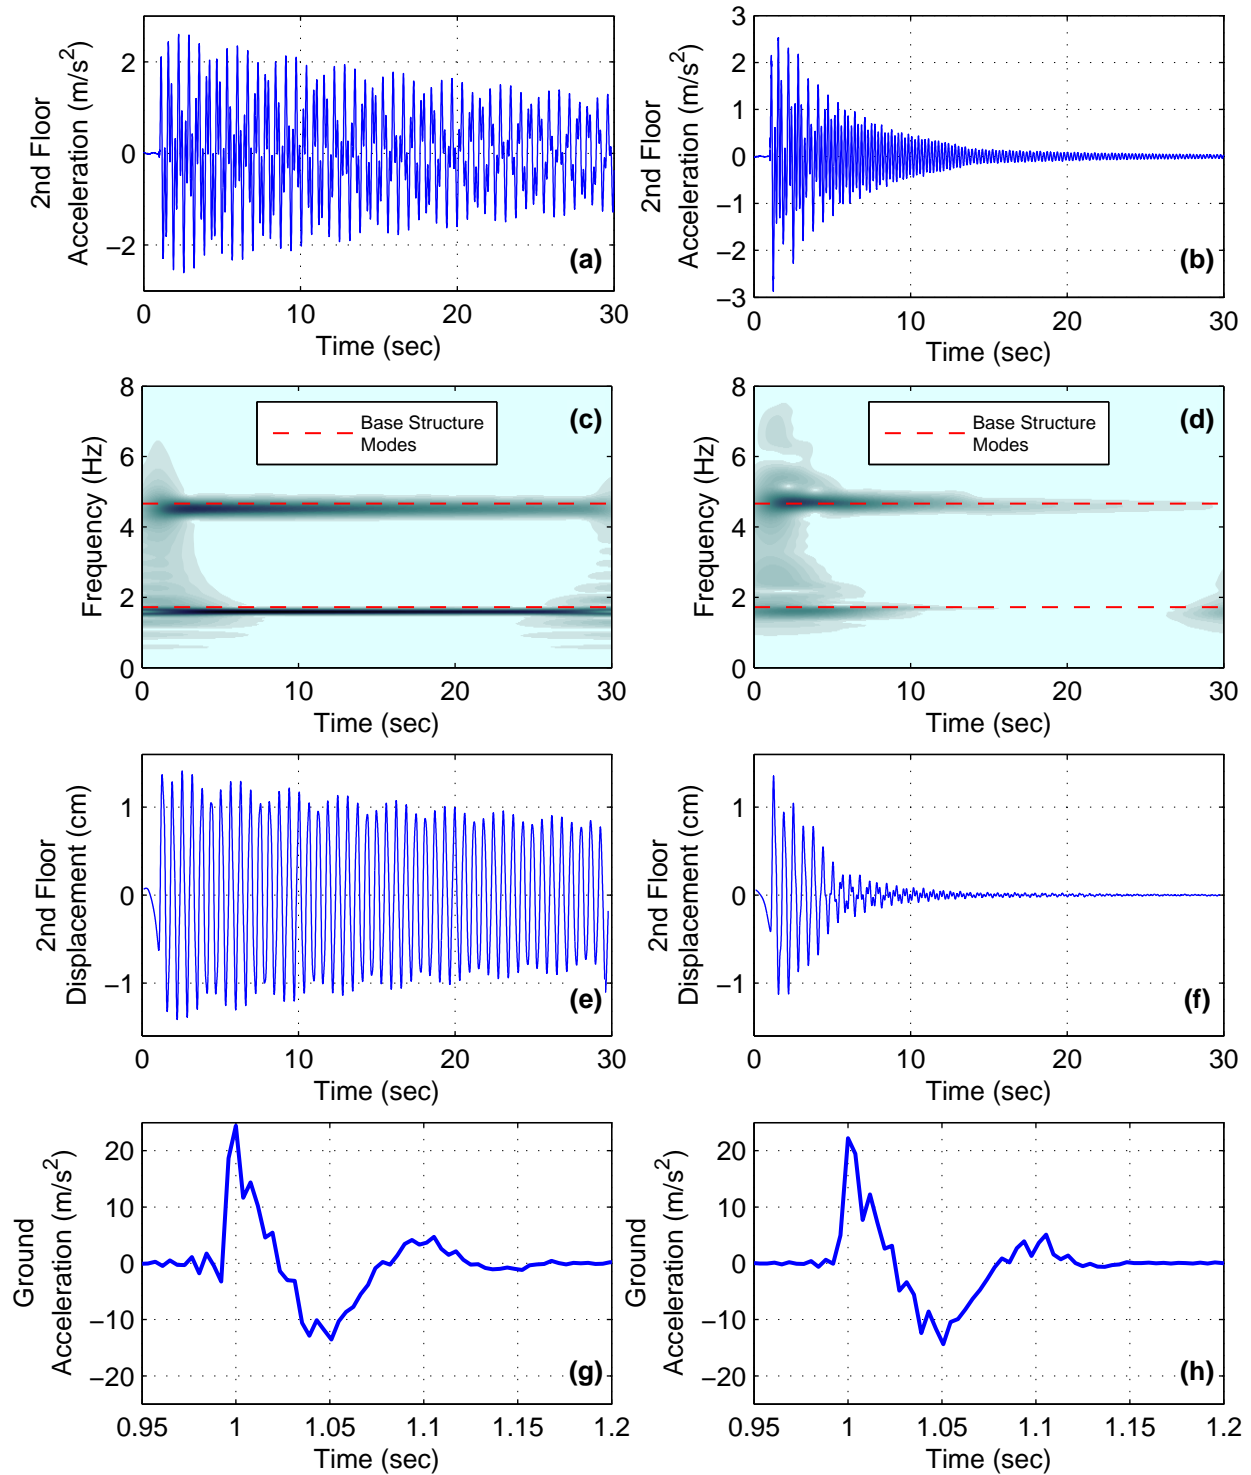 2nd Floor
Acceleration (m/s2)
2
0
−2
0
10
20
30
Time (sec)
(a)
2nd Floor
Acceleration (m/s2)
3
2
1
0
−1
−2
−3
0
10
20
30
Time (sec)
(b)
Frequency (Hz)
8
6
4
2
0
0
10
20
30
Time (sec)
Base Structure
Modes
(c)
Frequency (Hz)
8
6
4
2
0
0
10
20
30
Time (sec)
Base Structure
Modes
(d)
2nd Floor
Displacement (cm)
1
0
−1
0
10
20
30
Time (sec)
(e)
2nd Floor
Displacement (cm)
1
0
−1
0
10
20
30
Time (sec)
(f)
Ground
Acceleration (m/s2)
20
10
0
−10
−20
0.95
1
1.05
1.1
1.15
1.2
Time (sec)
(g)
Ground
Acceleration (m/s2)
20
10
0
−10
−20
0.95
1
1.05
1.1
1.15
1.2
Time (sec)
(h)